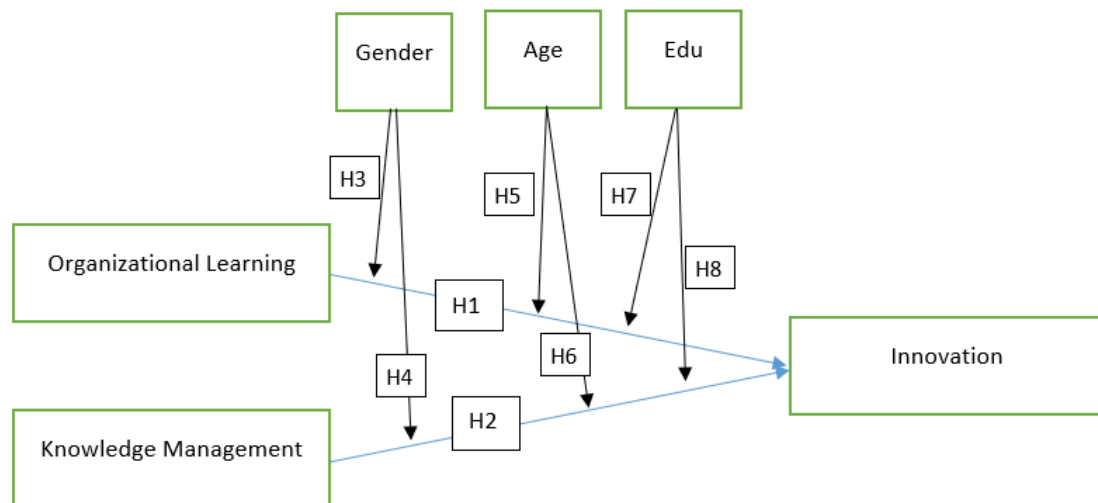 Gender
Age
Edu
H3
H5
H7
Organizational Learning
H8
H1
H6
Innovation
H4
H2
Knowledge Management